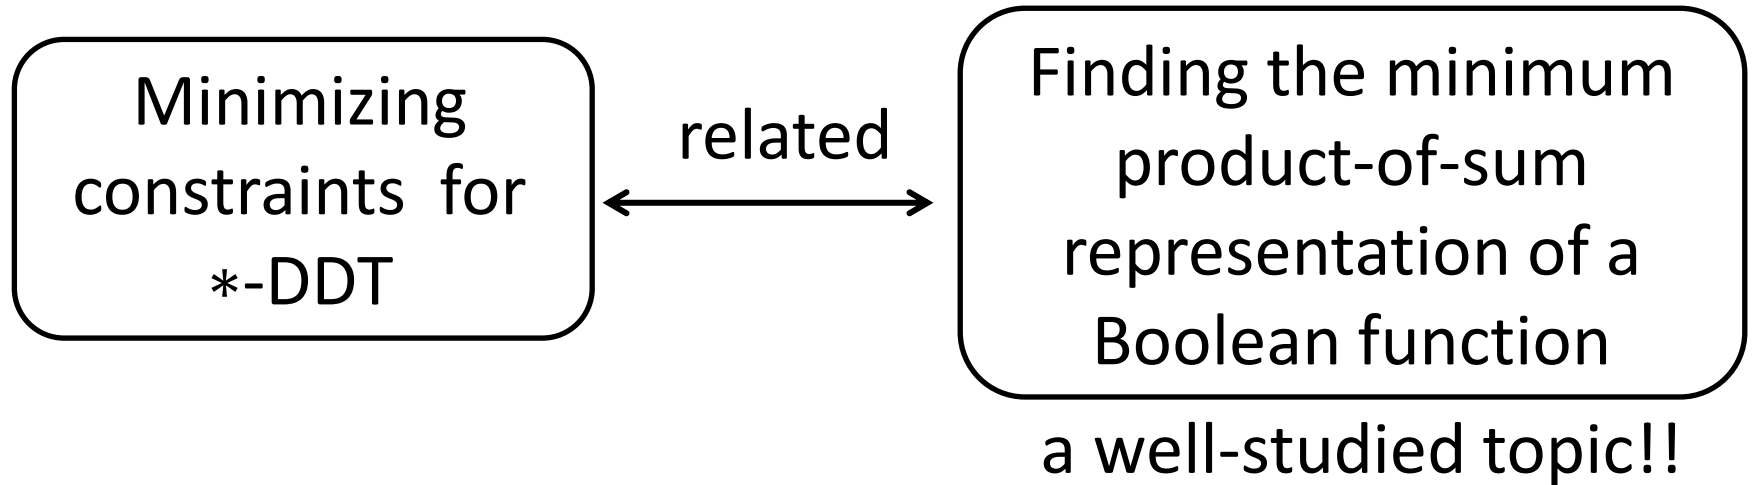 Minimizing
constraints for
*-DDT
related
Finding the minimum
product-of-sum
representation of a
Boolean function
a well-studied topic!!